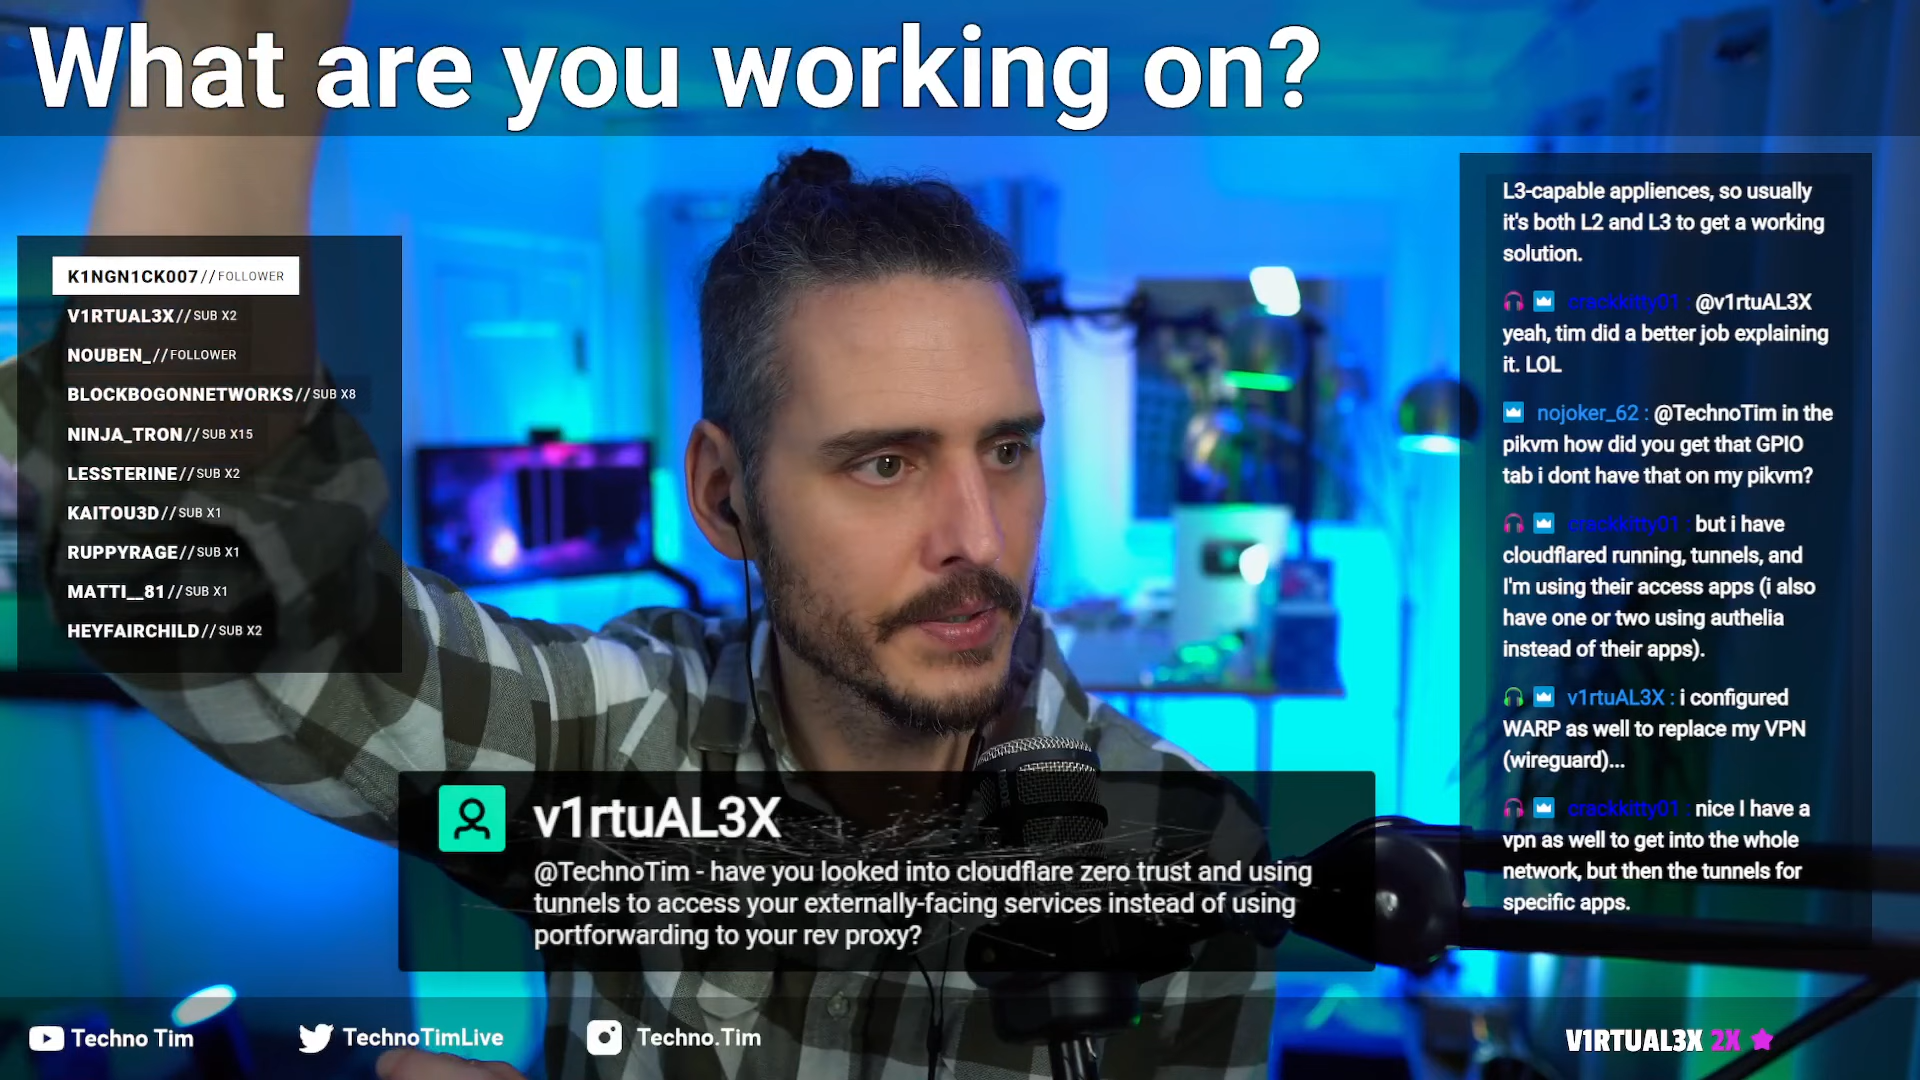 What are you working on?
K1NGN1CK007//FOLLOWER
V1RTUAL3X//SUB X2
NOUBEN_//FOLLOWER
BLOCKBOGONNETWORKS//SUB X8
NINJA_TRON//SUB X15
LESSTERINE//SUB X2
KAITOU3D//SUB X1
RUPPYRAGE//SUB X1
MATTI__81//SUB X1
HEYFAIRCHILD//SUB X2
L3-capable appliences, so usually
it's both L2 and L3 to get a working
solution.
crackkitty01 : @v1rtuAL3X
yeah, tim did a better job explaining
it. LOL
nojoker_62 : @TechnoTim in the
pikvm how did you get that GPIO
tab i dont have that on my pikvm?
crackkitty01 : but i have
cloudflared running, tunnels, and
I'm using their access apps (i also
have one or two using authelia
instead of their apps).
v1rtuAL3X : i configured
WARP as well to replace my VPN
(wireguard)...
crackkitty01 : nice I have a
vpn as well to get into the whole
network, but then the tunnels for
specific apps.
v1rtuAL3X
@TechnoTim - have you looked into cloudflare zero trust and using
tunnels to access your externally-facing services instead of using
portforwarding to your rev proxy?
Techno Tim
TechnoTimLive
Techno.Tim
V1RTUAL3X 2X